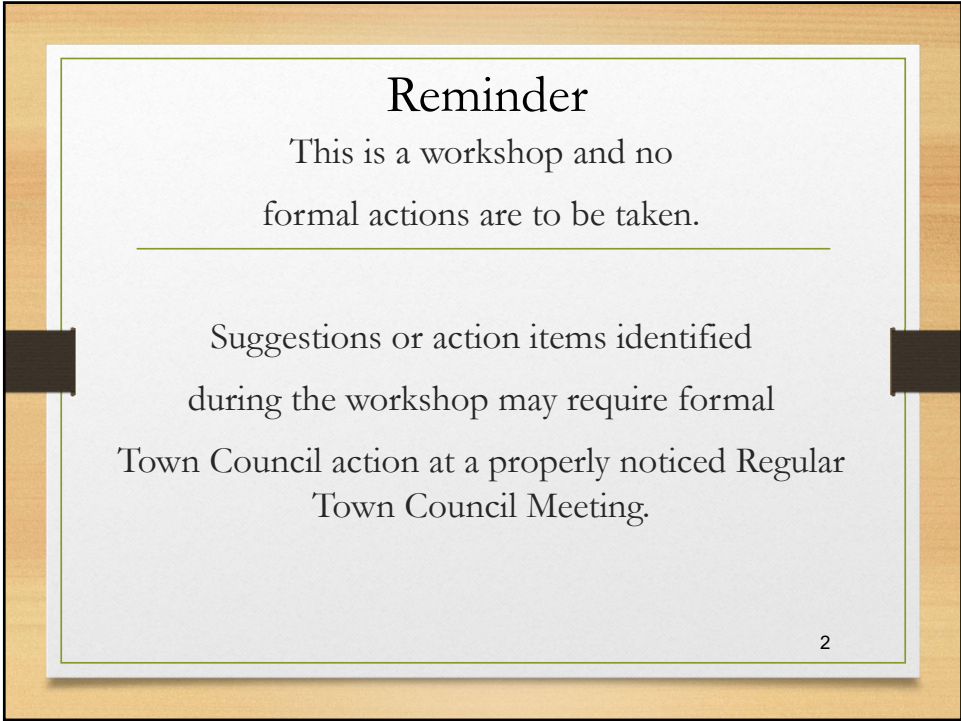 Reminder
This is a workshop and no
formal actions are to be taken.
Suggestions or action items identified
during the workshop may require formal
Town Council action at a properly noticed Regular
Town Council Meeting.
2